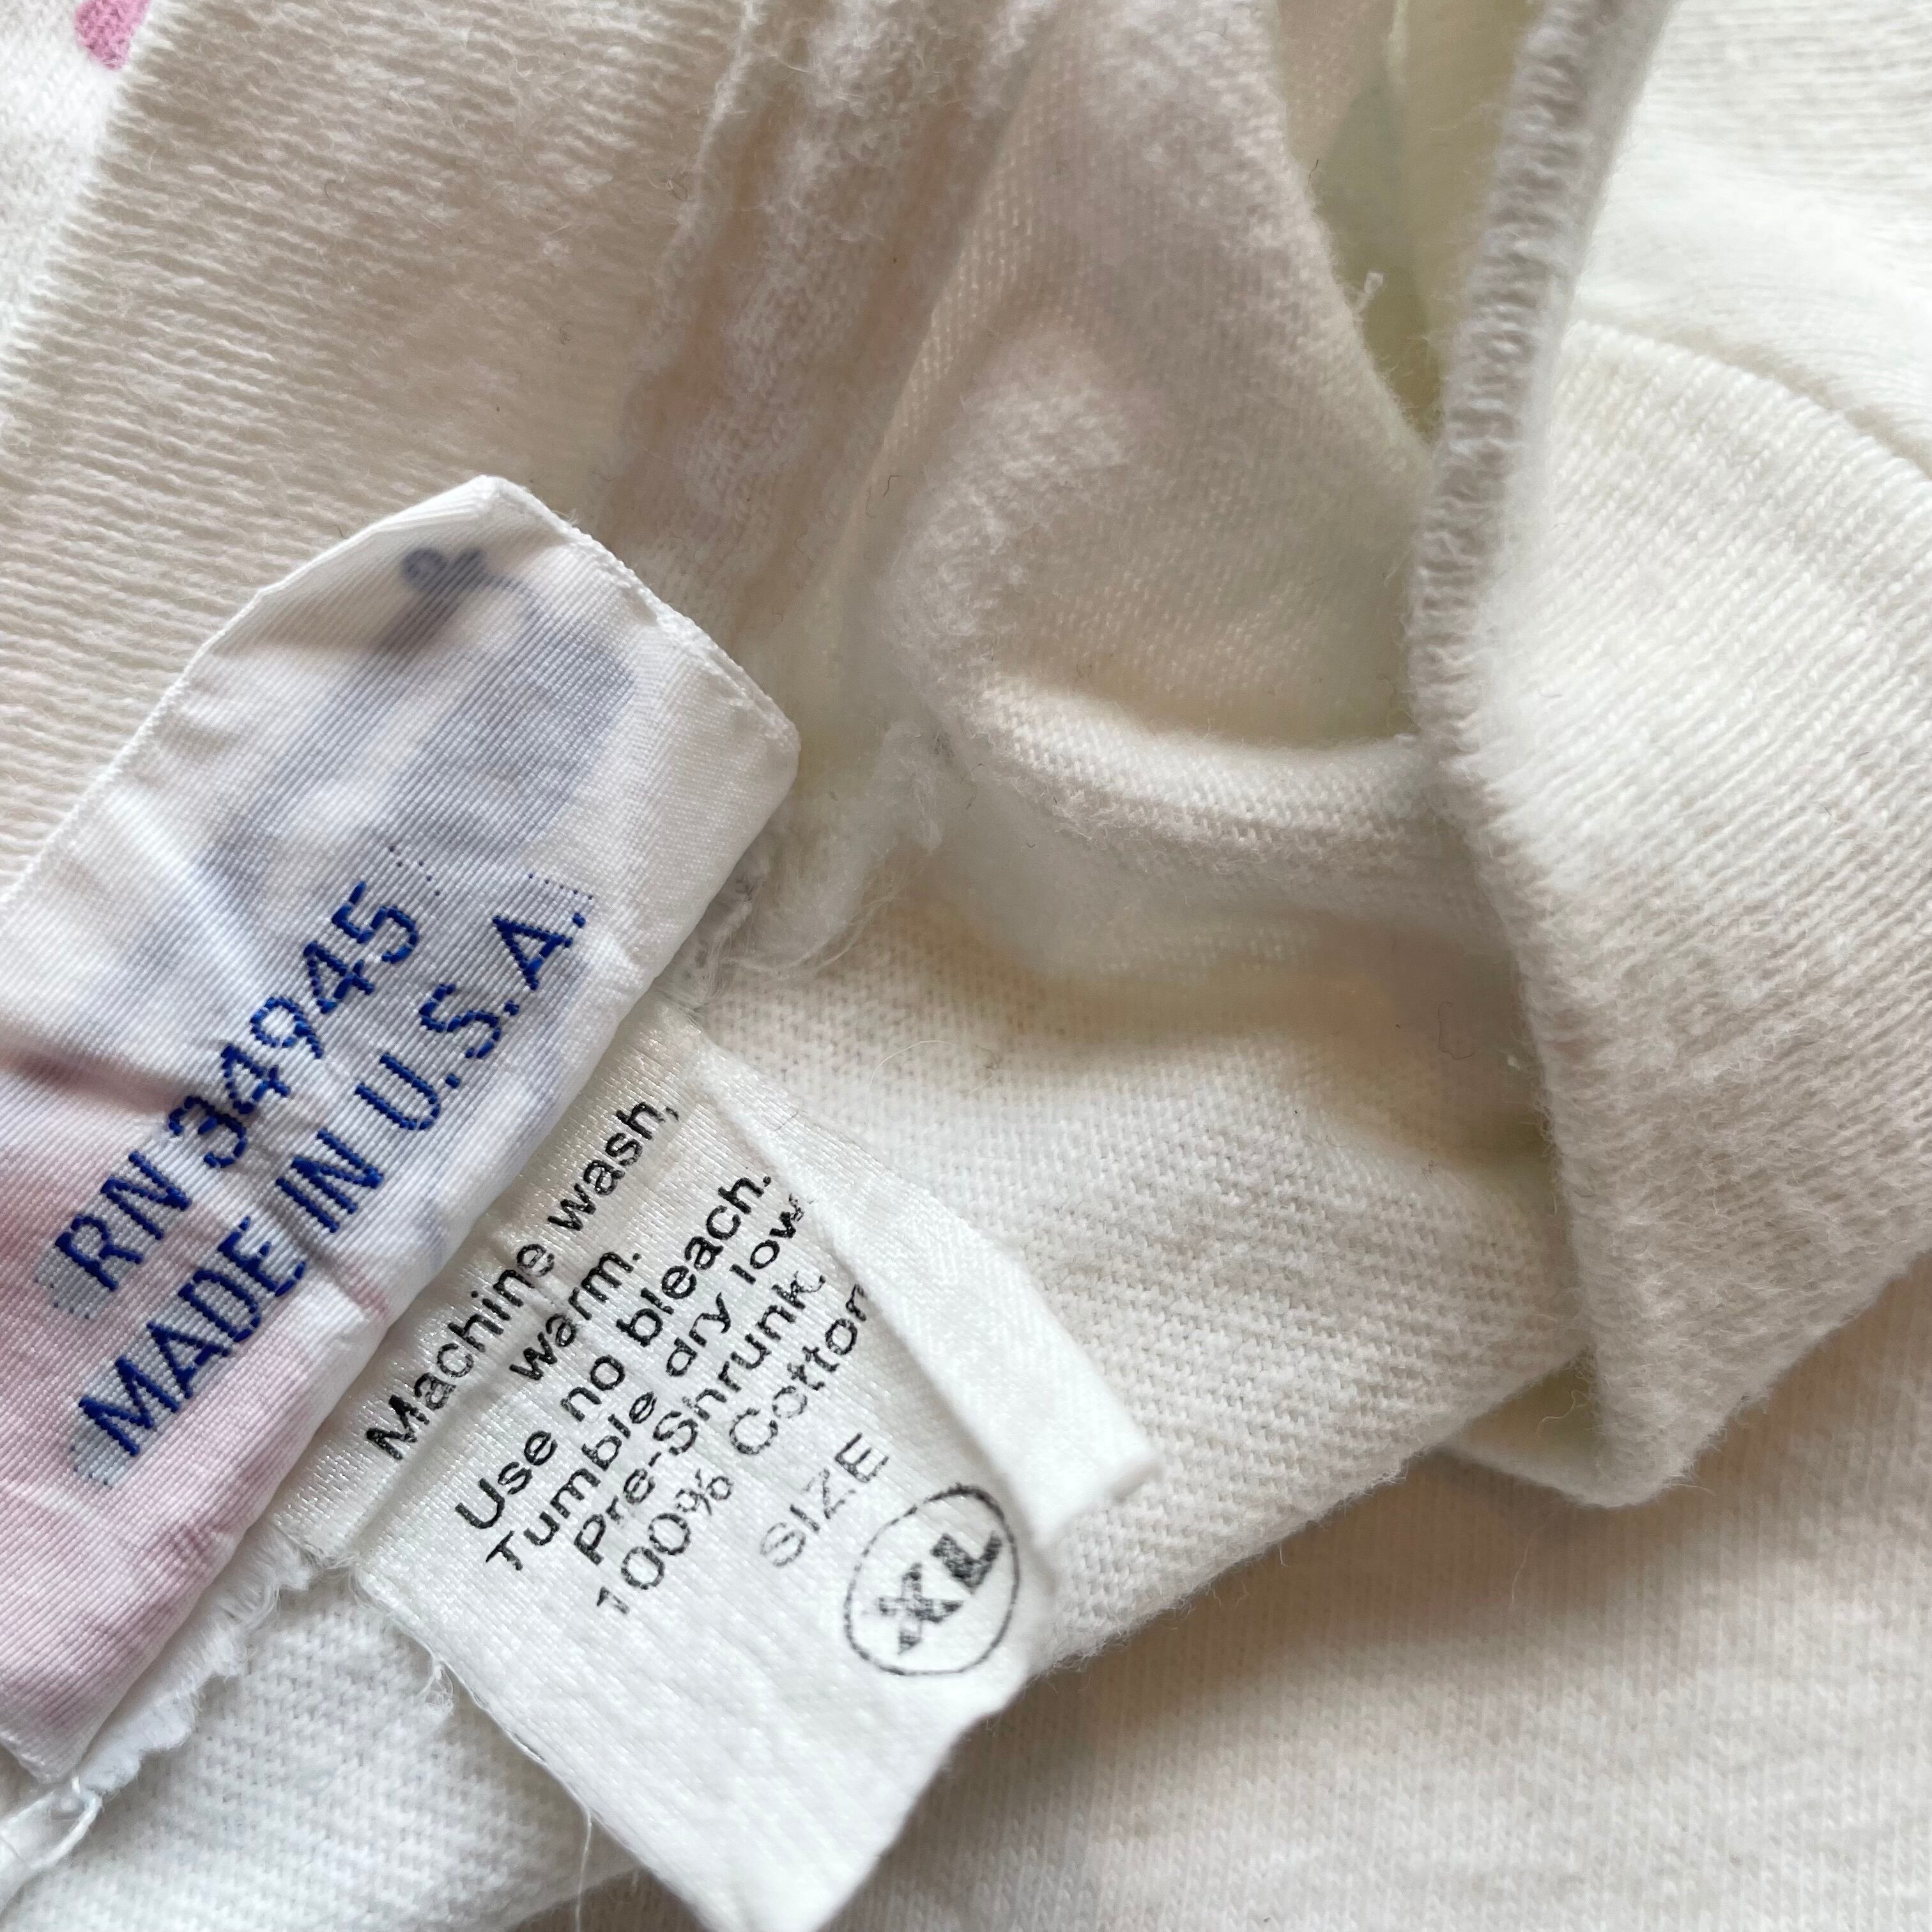 RN 34945
MADE IN U.S.A.
Machine wash,
warm.
Use no bleach.
Tumble dry low
Pre-Shrunk
100% Cotton
SIZE
XL